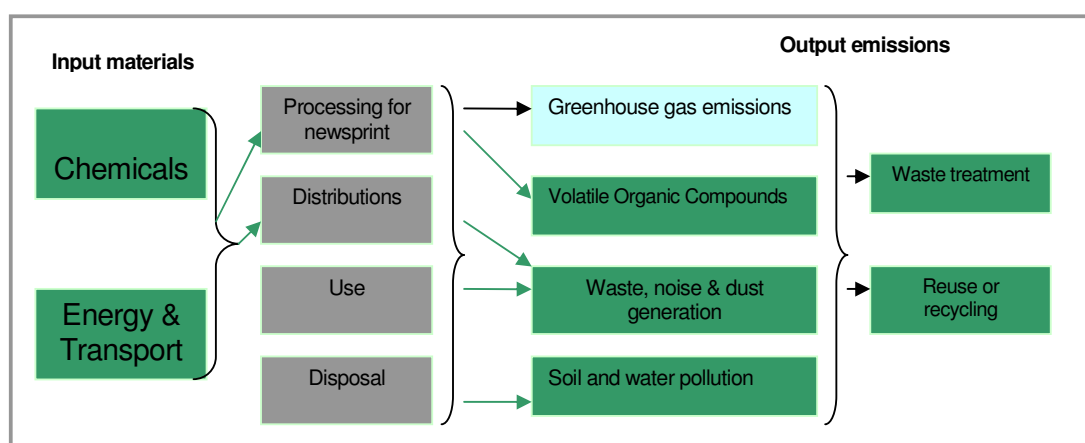 Input materials
Output emissions
Chemicals
Energy &
Transport
Processing for
newsprint
Distributions
Use
Disposal
Greenhouse gas emissions
Volatile Organic Compounds
Waste, noise & dust
generation
Soil and water pollution
Waste treatment
Reuse or
recycling